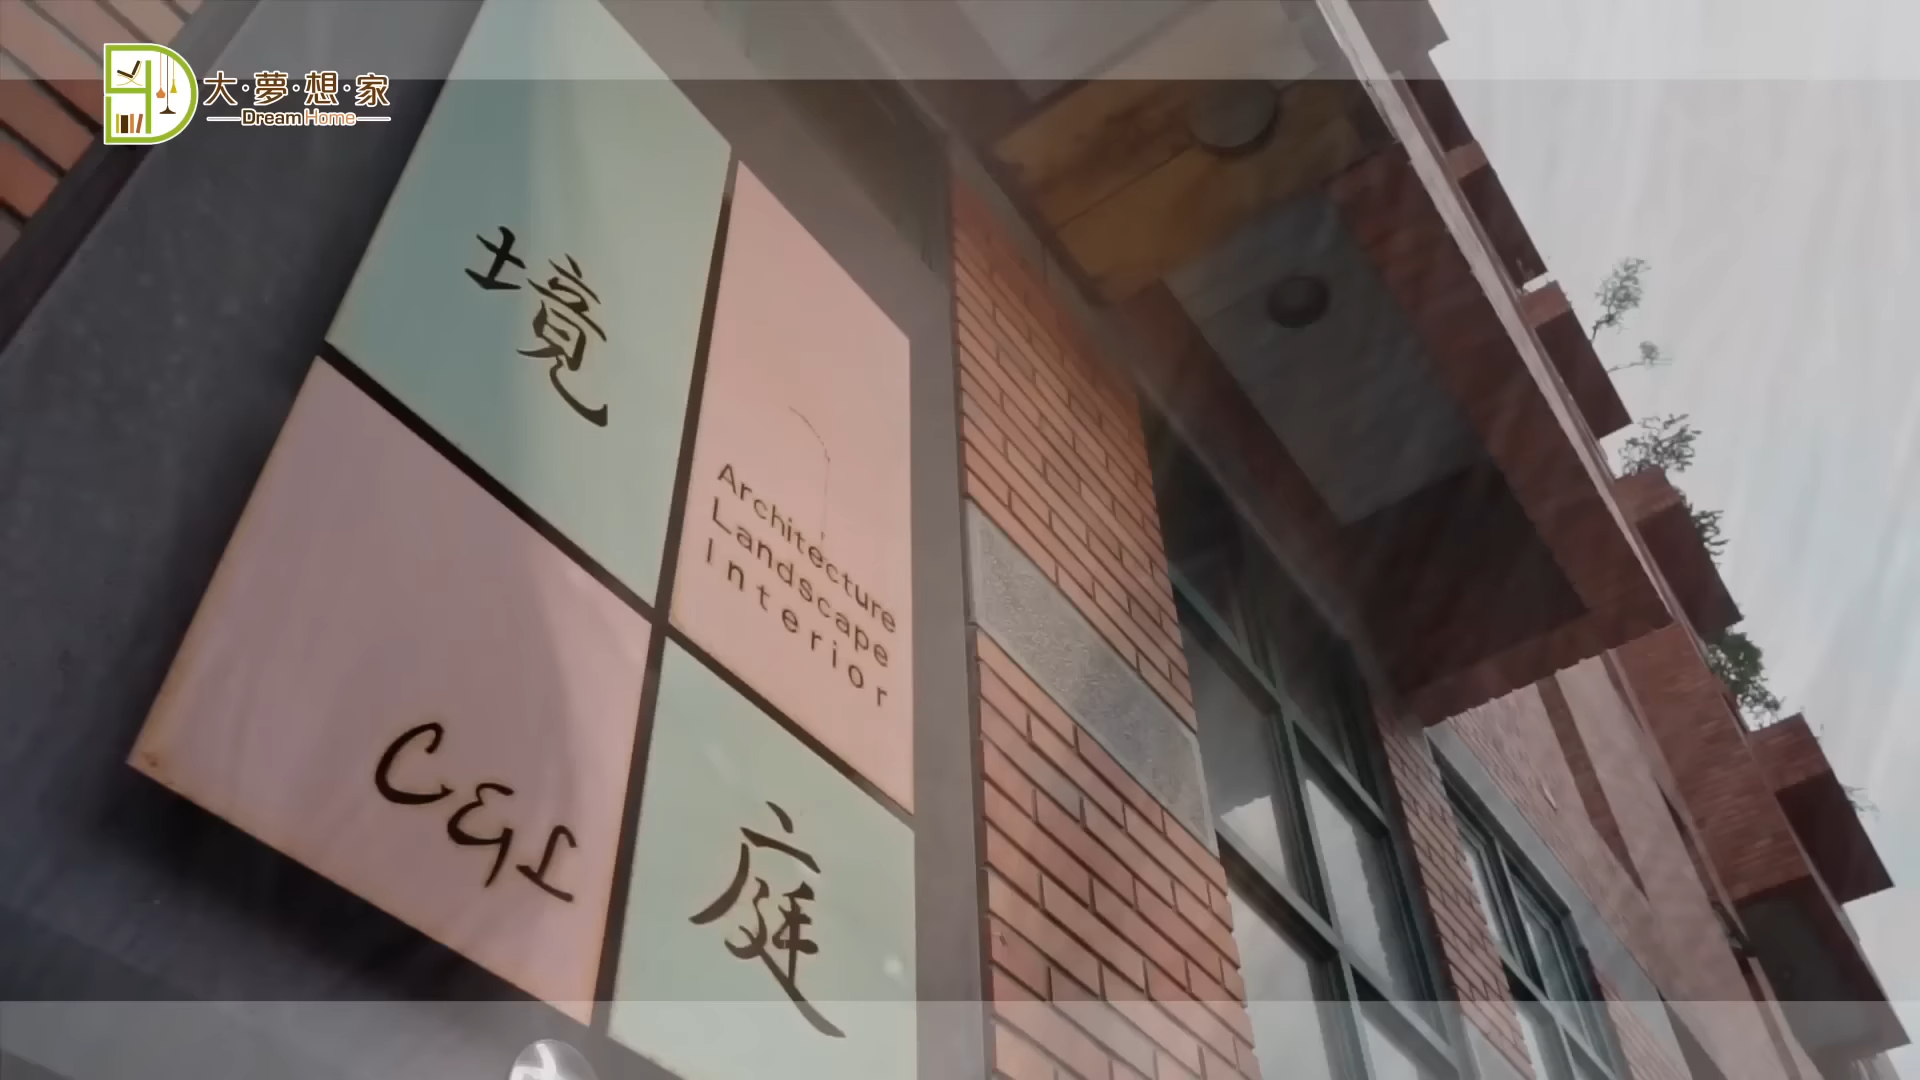 大·夢·想·家
Dream Home
境
Architecture
Landscape
Interior
庭